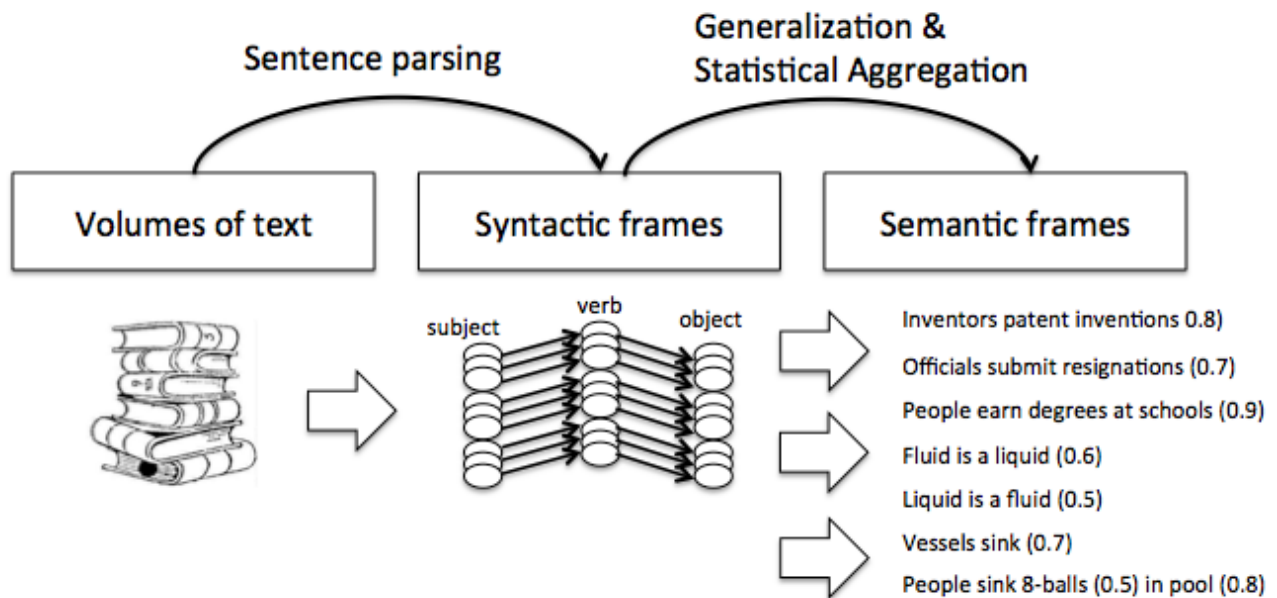 Sentence parsing
Generalization &
Statistical Aggregation
Volumes of text
Syntactic frames
Semantic frames
subject
verb
object
Inventors patent inventions 0.8)
Officials submit resignations (0.7)
People earn degrees at schools (0.9)
Fluid is a liquid (0.6)
Liquid is a fluid (0.5)
Vessels sink (0.7)
People sink 8-balls (0.5) in pool (0.8)